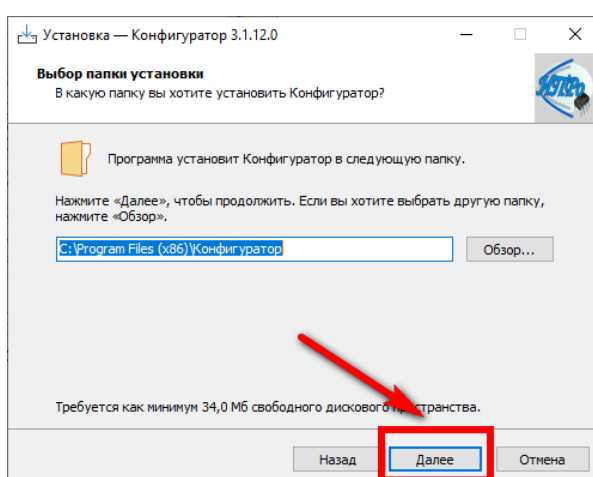 Установка — Конфигуратор 3.1.12.0
Выбор папки установки
В какую папку вы хотите установить Конфигуратор?
Программа установит Конфигуратор в следующую папку.
Нажмите «Далее», чтобы продолжить. Если вы хотите выбрать другую папку,
нажмите «Обзор».
C:\Program Files (x86)\Конфигуратор
Обзор...
Требуется как минимум 34,0 Мб свободного дискового пространства.
Назад
Далее
Отмена